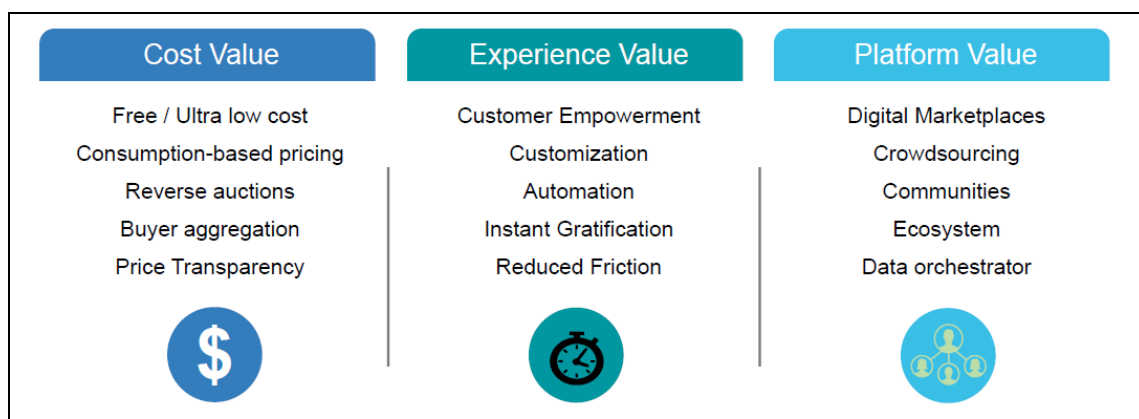 Cost Value
Free / Ultra low cost
Consumption-based pricing
Reverse auctions
Buyer aggregation
Price Transparency
$
Experience Value
Customer Empowerment
Customization
Automation
Instant Gratification
Reduced Friction
Platform Value
Digital Marketplaces
Crowdsourcing
Communities
Ecosystem
Data orchestrator